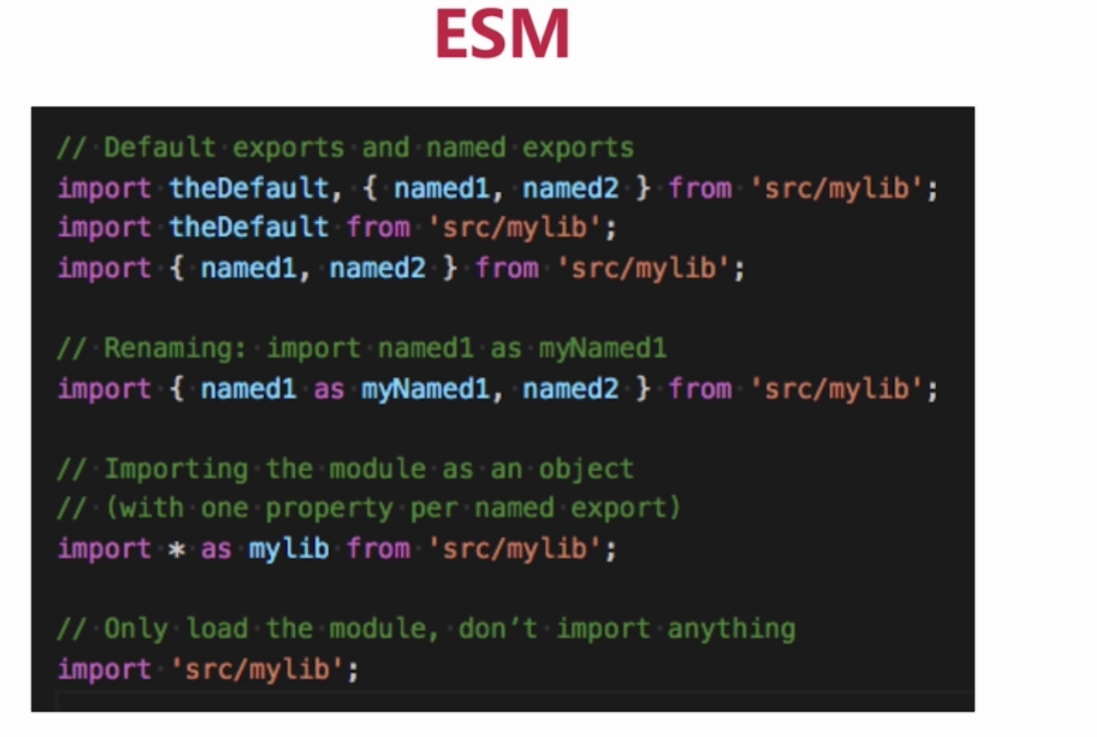 ESM
// Default exports and named exports
import theDefault, { named1, named2 } from 'src/mylib';
import theDefault from 'src/mylib';
import { named1, named2 } from 'src/mylib';
// Renaming: import named1 as myNamed1
import { named1 as myNamed1, named2 } from 'src/mylib';
// Importing the module as an object
// (with one property per named export)
import * as mylib from 'src/mylib';
// Only load the module, don’t import anything
import 'src/mylib';